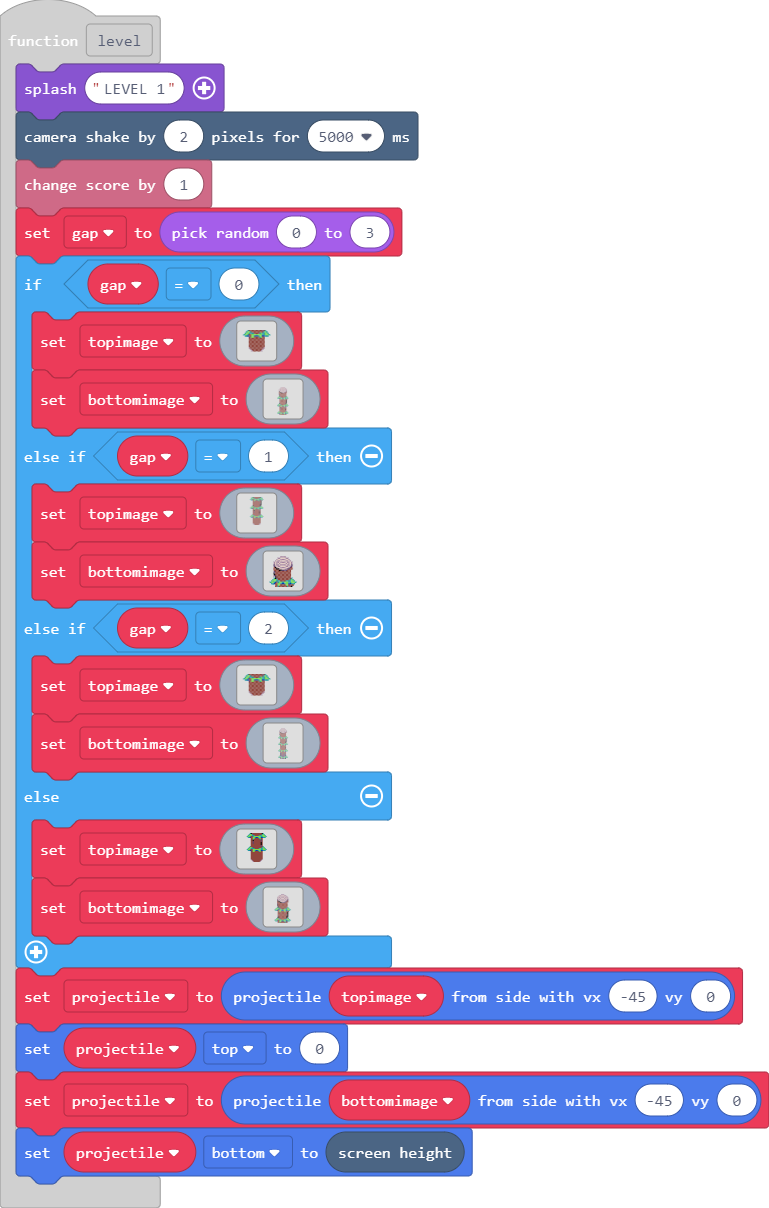 function level
splash "LEVEL 1"
camera shake by 2 pixels for 5000 ms
change score by 1
set gap to pick random 0 to 3
if gap = 0 then
set topimage to
set bottomimage to
else if gap = 1 then
set topimage to
set bottomimage to
else if gap = 2 then
set topimage to
set bottomimage to
else
set topimage to
set bottomimage to
set projectile to projectile topimage from side with vx -45 vy 0
set projectile top to 0
set projectile to projectile bottomimage from side with vx -45 vy 0
set projectile bottom to screen height